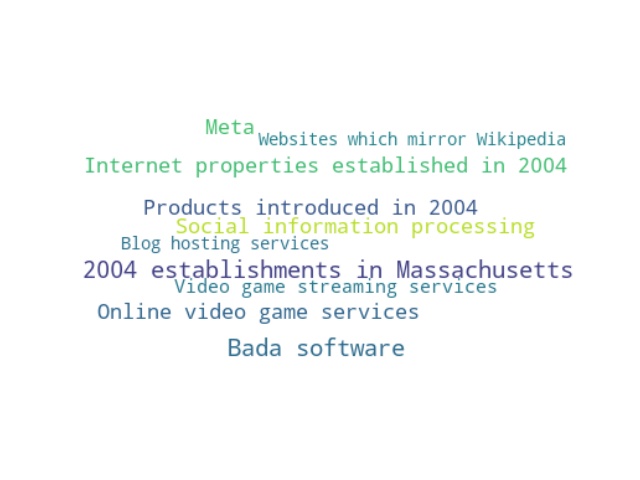 Meta
Websites which mirror Wikipedia
Internet properties established in 2004
Products introduced in 2004
Social information processing
Blog hosting services
2004 establishments in Massachusetts
Video game streaming services
Online video game services
Bada software